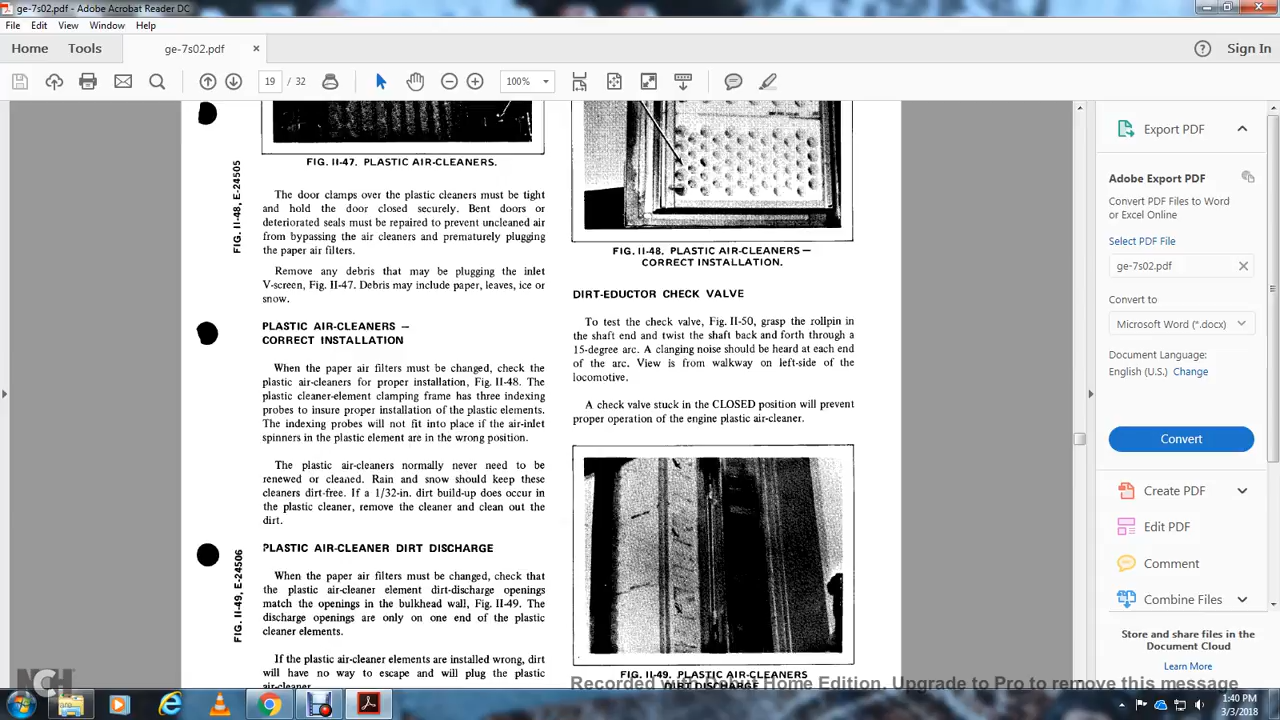 ge-7s02.pdf - Adobe Acrobat Reader DC
File Edit View Window Help
Home Tools ge-7s02.pdf × ? Sign In
19 / 32 100%
FIG. II-47. PLASTIC AIR-CLEANERS.
FIG. II-48, E-24505
The door clamps over the plastic cleaners must be tight
and hold the door closed securely. Bent doors or
deteriorated seals must be repaired to prevent uncleaned air
from bypassing the air cleaners and prematurely plugging
the paper air filters.
Remove any debris that may be plugging the inlet
V-screen, Fig. II-47. Debris may include paper, leaves, ice or
snow.
PLASTIC AIR-CLEANERS –
CORRECT INSTALLATION
When the paper air filters must be changed, check the
plastic air-cleaners for proper installation, Fig. II-48. The
plastic cleaner-element clamping frame has three indexing
probes to insure proper installation of the plastic elements.
The indexing probes will not fit into place if the air-inlet
spinners in the plastic element are in the wrong position.
The plastic air-cleaners normally never need to be
renewed or cleaned. Rain and snow should keep these
cleaners dirt-free. If a 1/32-in. dirt build-up does occur in
the plastic cleaner, remove the cleaner and clean out the
dirt.
PLASTIC AIR-CLEANER DIRT DISCHARGE
FIG. II-49, E-24506
When the paper air filters must be changed, check that
the plastic air-cleaner element dirt-discharge openings
match the openings in the bulkhead wall, Fig. II-49. The
discharge openings are only on one end of the plastic
cleaner elements.
If the plastic air-cleaner elements are installed wrong, dirt
will have no way to escape and will plug the plastic
air-cleaner.
FIG. II-48. PLASTIC AIR-CLEANERS –
CORRECT INSTALLATION.
DIRT-EDUCTOR CHECK VALVE
To test the check valve, Fig. II-50, grasp the rollpin in
the shaft end and twist the shaft back and forth through a
15-degree arc. A clanging noise should be heard at each end
of the arc. View is from walkway on left-side of the
locomotive.
A check valve stuck in the CLOSED position will prevent
proper operation of the engine plastic air-cleaner.
FIG. II-49. PLASTIC AIR-CLEANERS
DIRT DISCHARGE
Export PDF
Adobe Export PDF
Convert PDF Files to Word
or Excel Online
Select PDF File
ge-7s02.pdf ×
Convert to
Microsoft Word (*.docx)
Document Language:
English (U.S.) Change
Convert
Create PDF
Edit PDF
Comment
Combine Files
Store and share files in the
Document Cloud
Learn More
NCH
Recorded with Debut Home Edition. Upgrade to Pro to remove this message
1:40 PM
3/3/2018